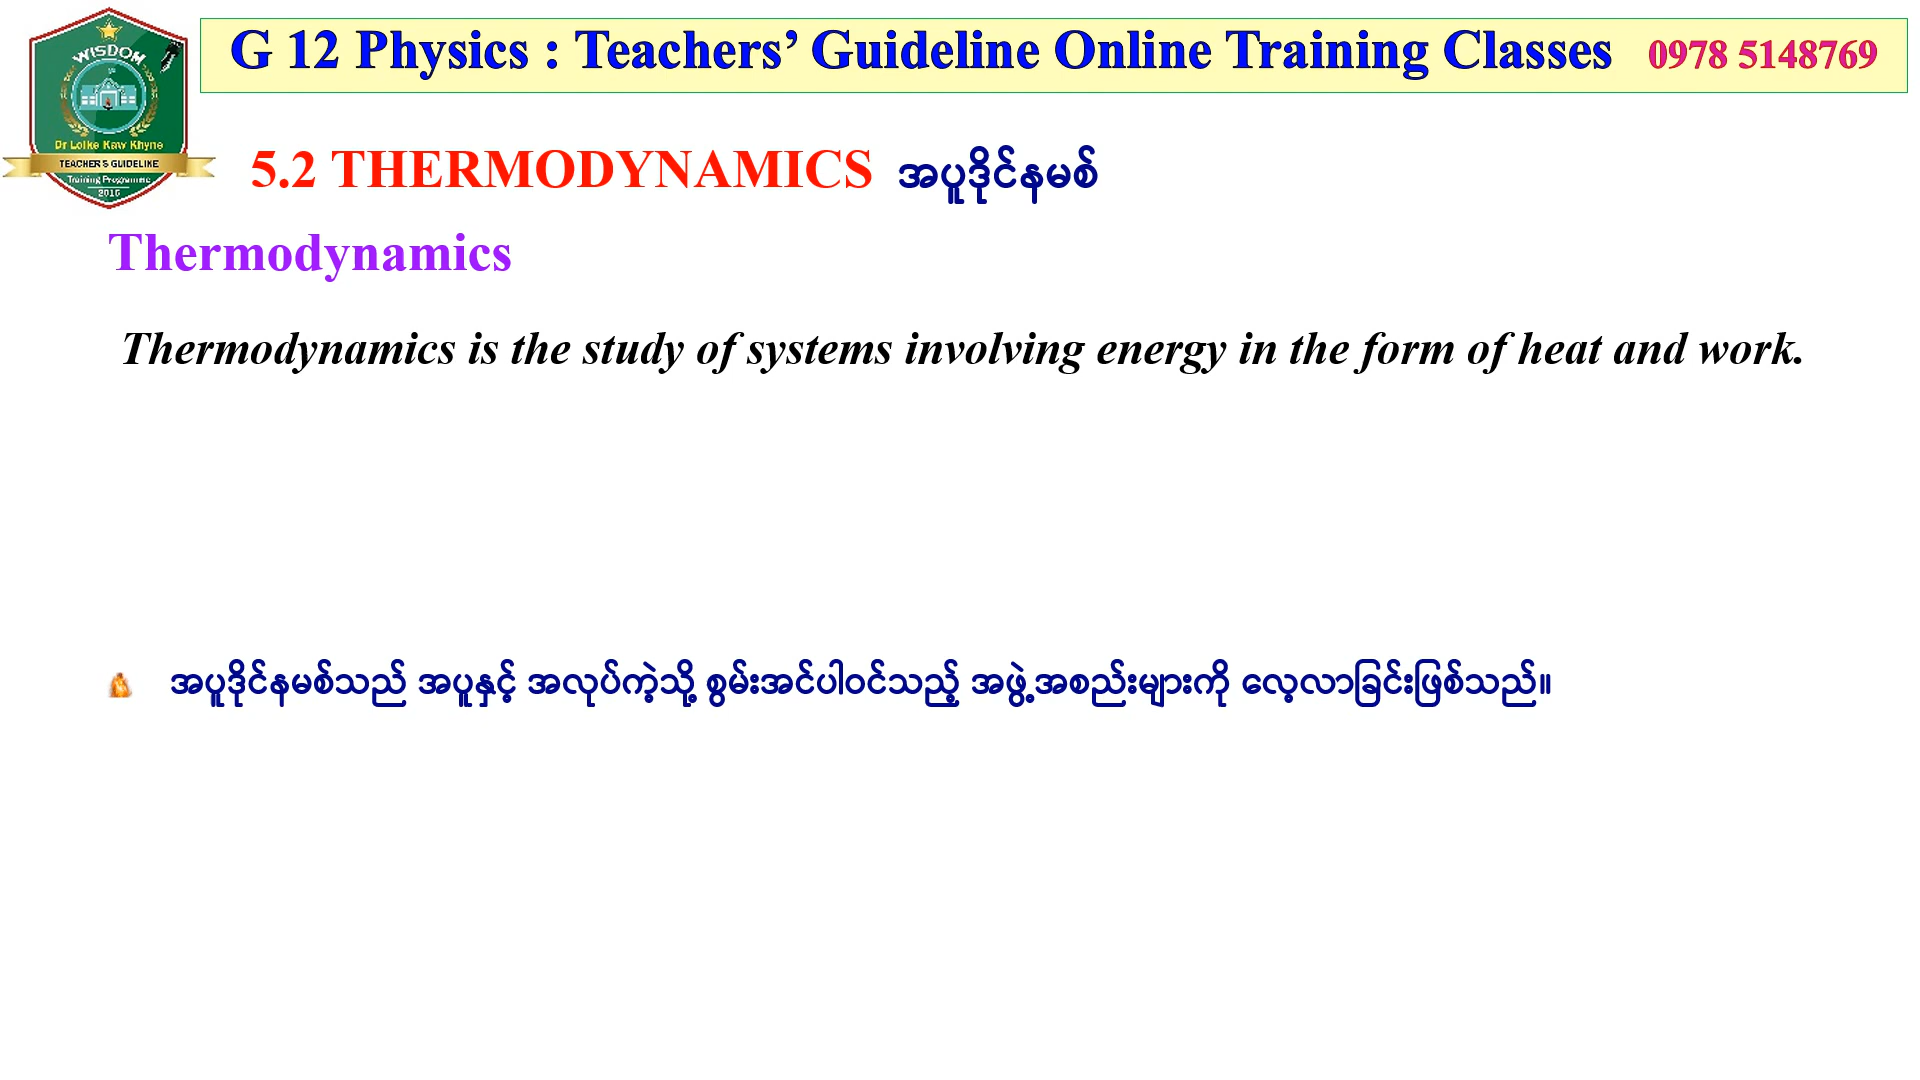 WISDOM
Dr Loike Kaw Khyne
TEACHER'S GUIDELINE
Training Programme
2016
G 12 Physics : Teachers’ Guideline Online Training Classes 0978 5148769
5.2 THERMODYNAMICS အပူဒိုင်နမစ်
Thermodynamics
Thermodynamics is the study of systems involving energy in the form of heat and work.
အပူဒိုင်နမစ်သည် အပူနှင့် အလုပ်ကဲ့သို့ စွမ်းအင်ပါဝင်သည့် အဖွဲ့အစည်းများကို လေ့လာခြင်းဖြစ်သည်။